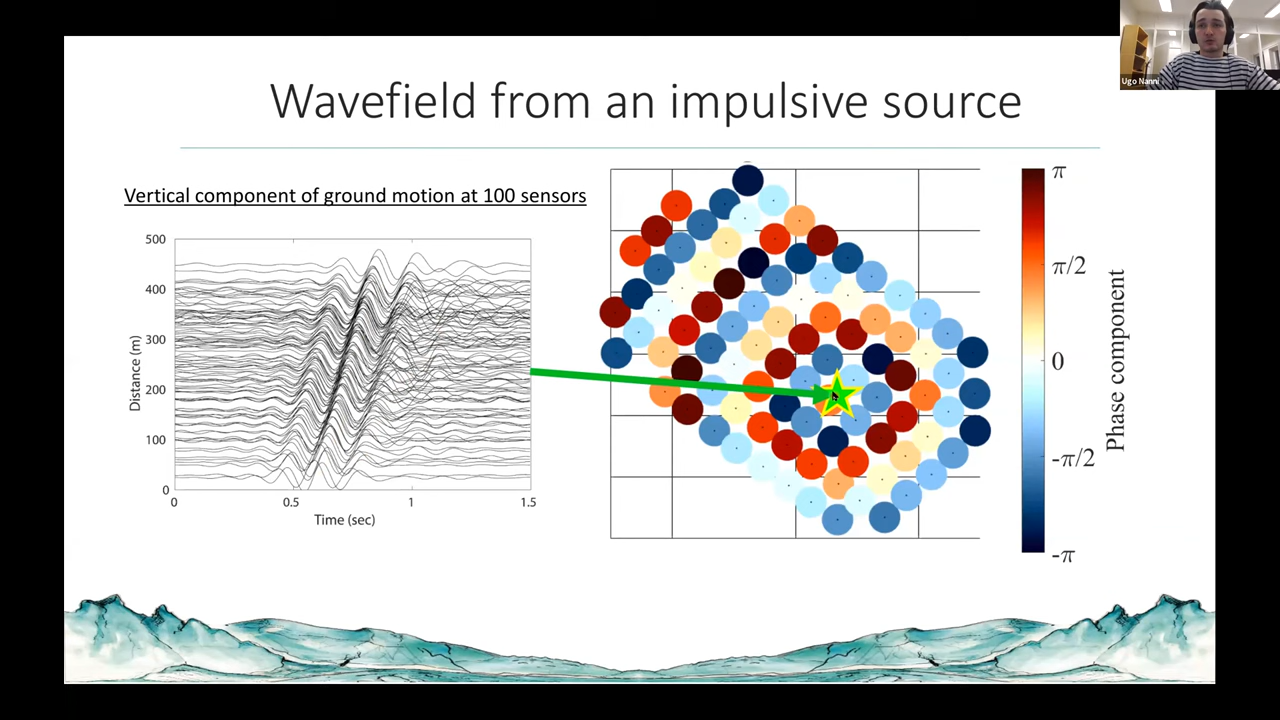 Ugo Nanni
Wavefield from an impulsive source
Vertical component of ground motion at 100 sensors
500
400
300
200
100
0
Distance (m)
0
0.5
1
1.5
Time (sec)
π
π/2
0
-π/2
-π
Phase component